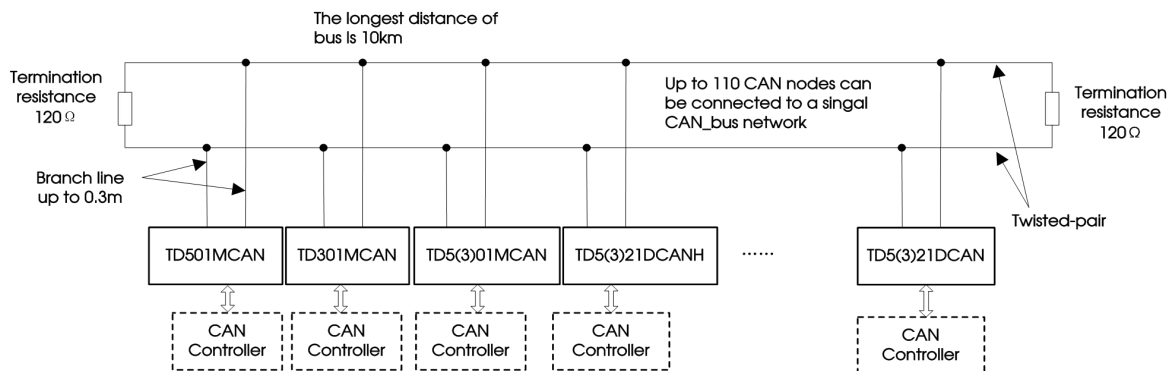 The longest distance of
bus is 10km
Termination
resistance
120Ω
Up to 110 CAN nodes can
be connected to a singal
CAN_bus network
Termination
resistance
120Ω
Branch line
up to 0.3m
Twisted-pair
TD501MCAN
TD301MCAN
TD5(3)01MCAN
TD5(3)21DCANH
......
TD5(3)21DCAN
CAN
Controller
CAN
Controller
CAN
Controller
CAN
Controller
CAN
Controller